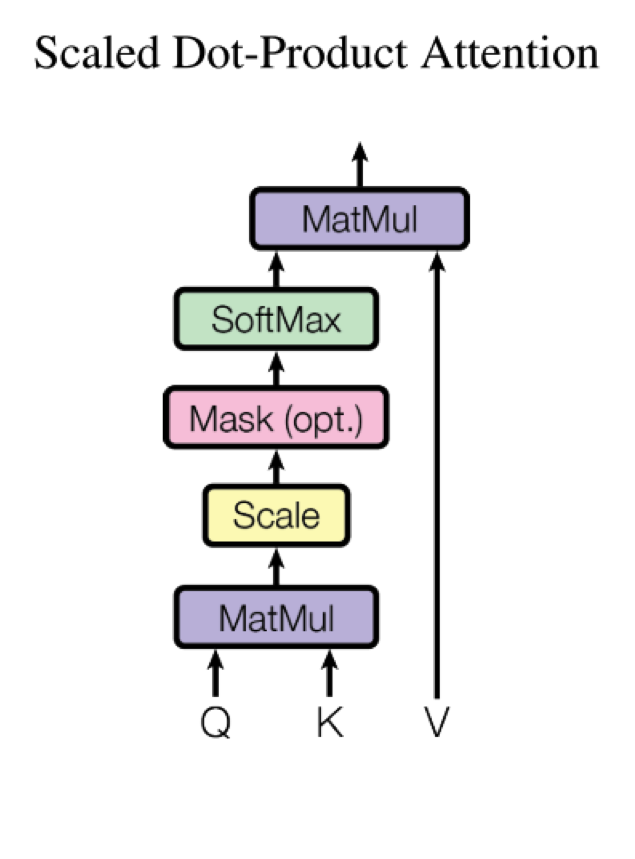 Scaled Dot-Product Attention
MatMul
SoftMax
Mask (opt.)
Scale
MatMul
Q K V